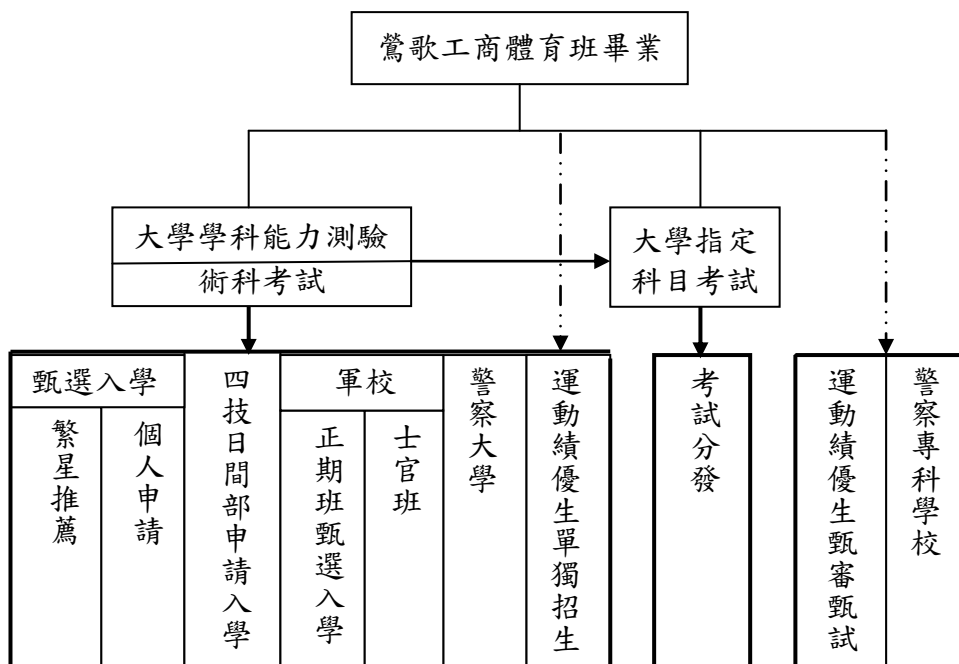 鶯歌工商體育班畢業
大學學科能力測驗
術科考試
大學指定
科目考試
甄選入學
繁星推薦
個人申請
四技日間部申請入學
軍校
正期班甄選入學
士官班
警察大學
運動績優生單獨招生
考試分發
運動績優生甄審甄試
警察專科學校